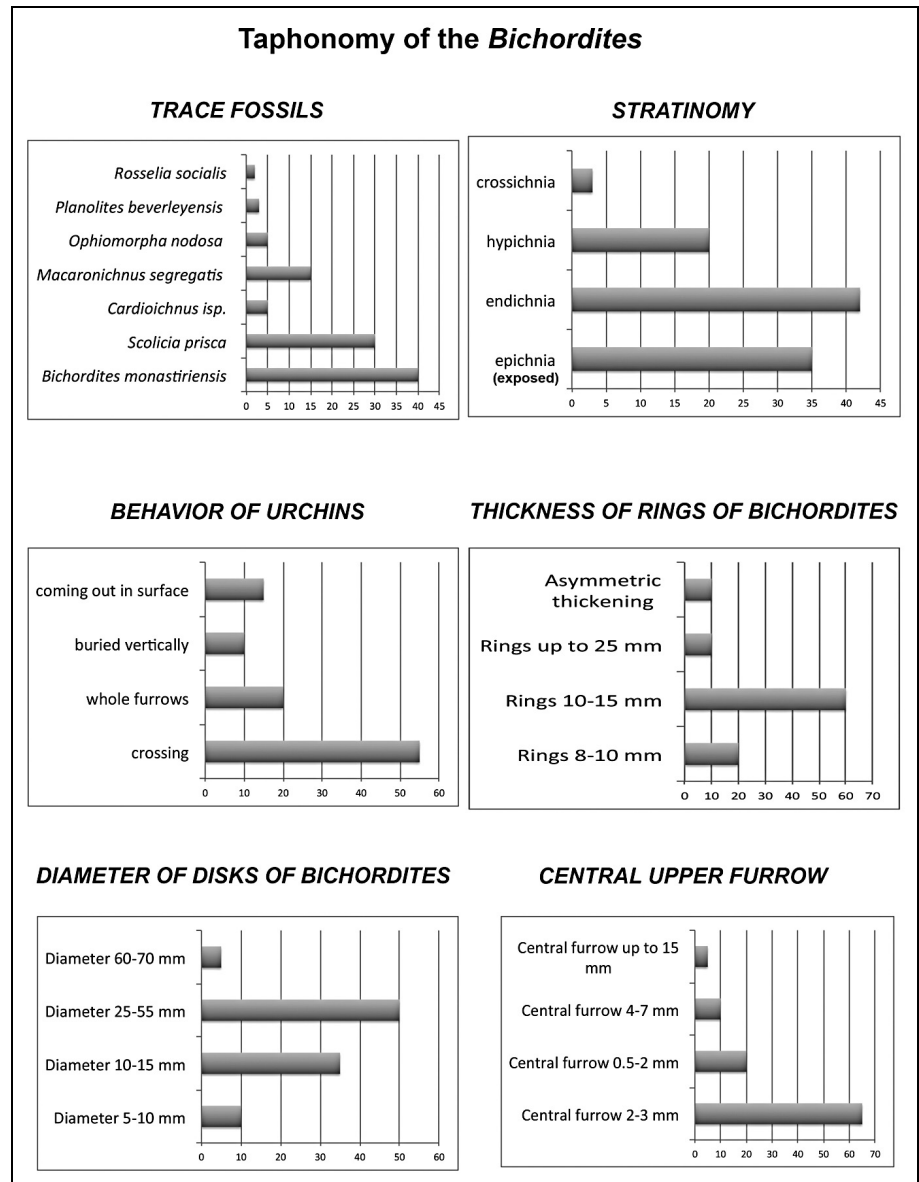 Taphonomy of the Bichordites
TRACE FOSSILS
Rosselia socialis
Planolites beverleyensis
Ophiomorpha nodosa
Macaronichnus segregatis
Cardioichnus isp.
Scolicia prisca
Bichordites monastiriensis
0 5 10 15 20 25 30 35 40 45
STRATINOMY
crossichnia
hypichnia
endichnia
epichnia
(exposed)
0 5 10 15 20 25 30 35 40 45
BEHAVIOR OF URCHINS
coming out in surface
buried vertically
whole furrows
crossing
0 10 20 30 40 50 60
THICKNESS OF RINGS OF BICHORDITES
Asymmetric
thickening
Rings up to 25 mm
Rings 10-15 mm
Rings 8-10 mm
0 10 20 30 40 50 60 70
DIAMETER OF DISKS OF BICHORDITES
Diameter 60-70 mm
Diameter 25-55 mm
Diameter 10-15 mm
Diameter 5-10 mm
0 10 20 30 40 50 60
CENTRAL UPPER FURROW
Central furrow up to 15
mm
Central furrow 4-7 mm
Central furrow 0.5-2 mm
Central furrow 2-3 mm
0 10 20 30 40 50 60 70